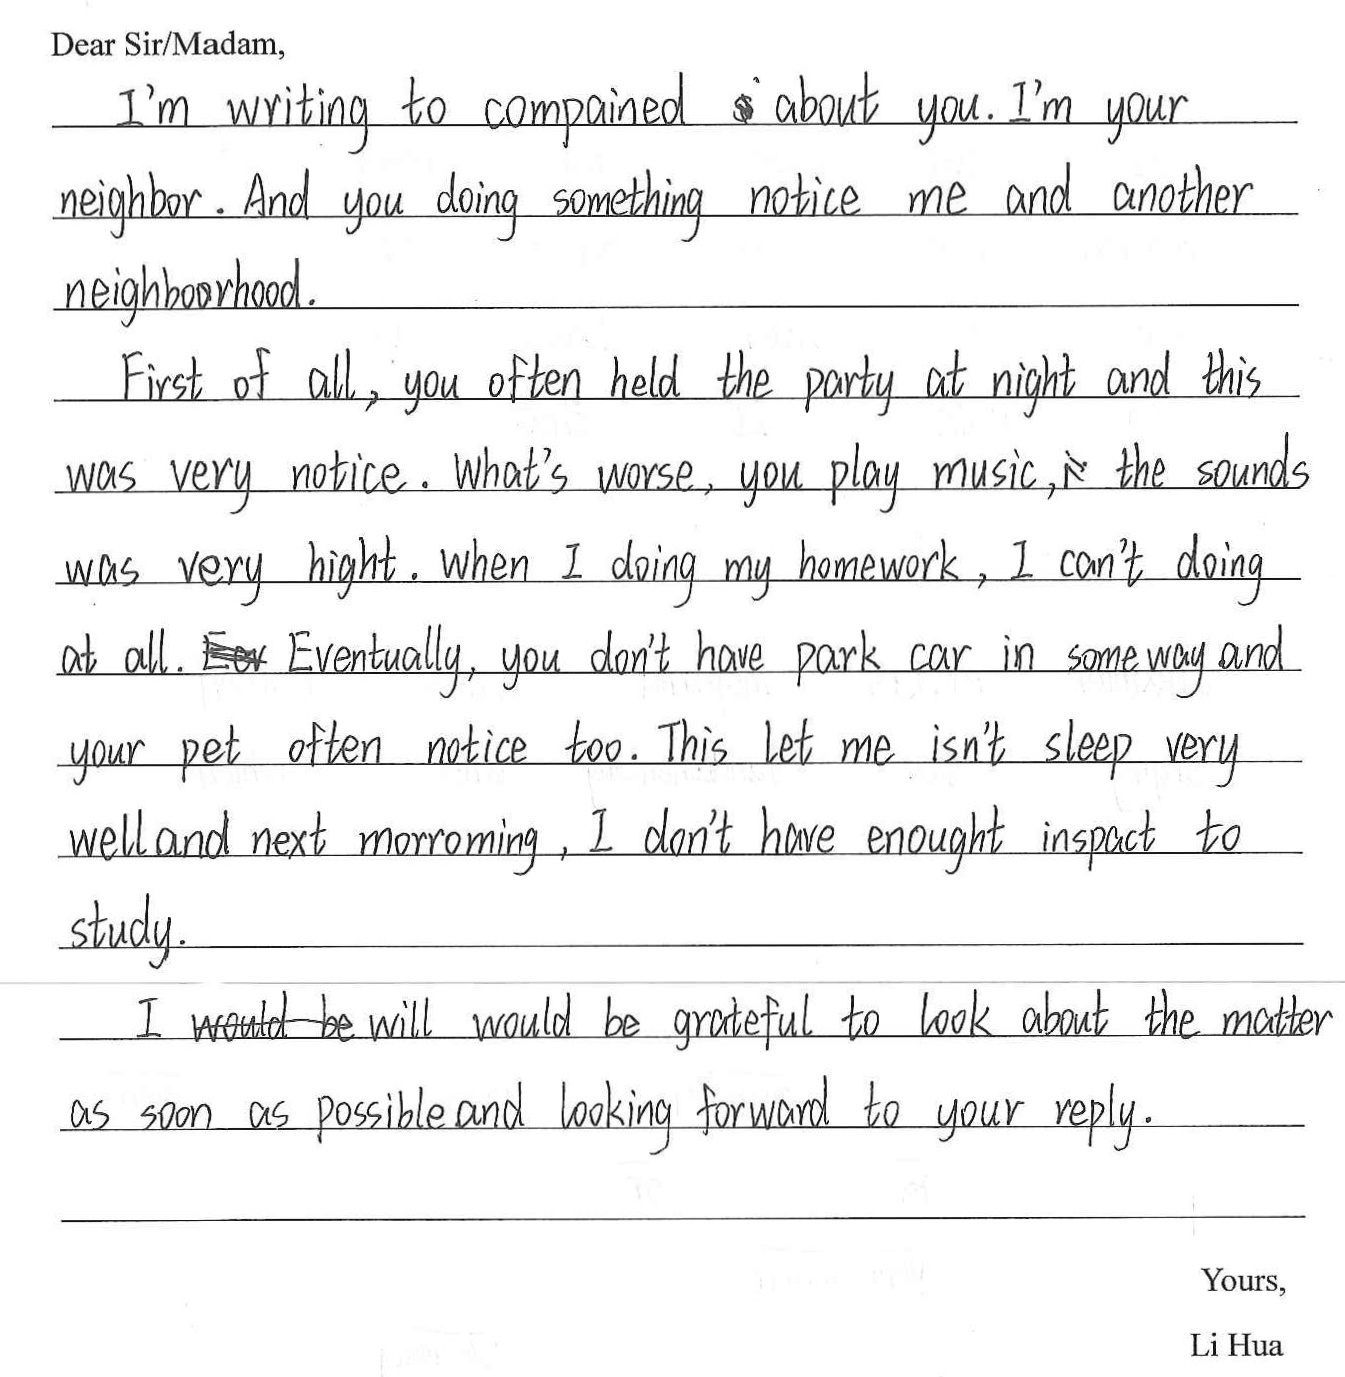 Dear Sir/Madam,
I'm writing to compained about you. I'm your
neighbor. And you doing something notice me and another
neighboorhood.
First of all, you often held the party at night and this
was very notice. What's worse, you play music, the sounds
was very hight. When I doing my homework, I can't doing
at all. Eventually, you don't have park car in some way and
your pet often notice too. This let me isn't sleep very
well and next morroming, I don't have enought inspact to
study.
I would be will would be grateful to look about the matter
as soon as possible and looking forward to your reply.
Yours,
Li Hua